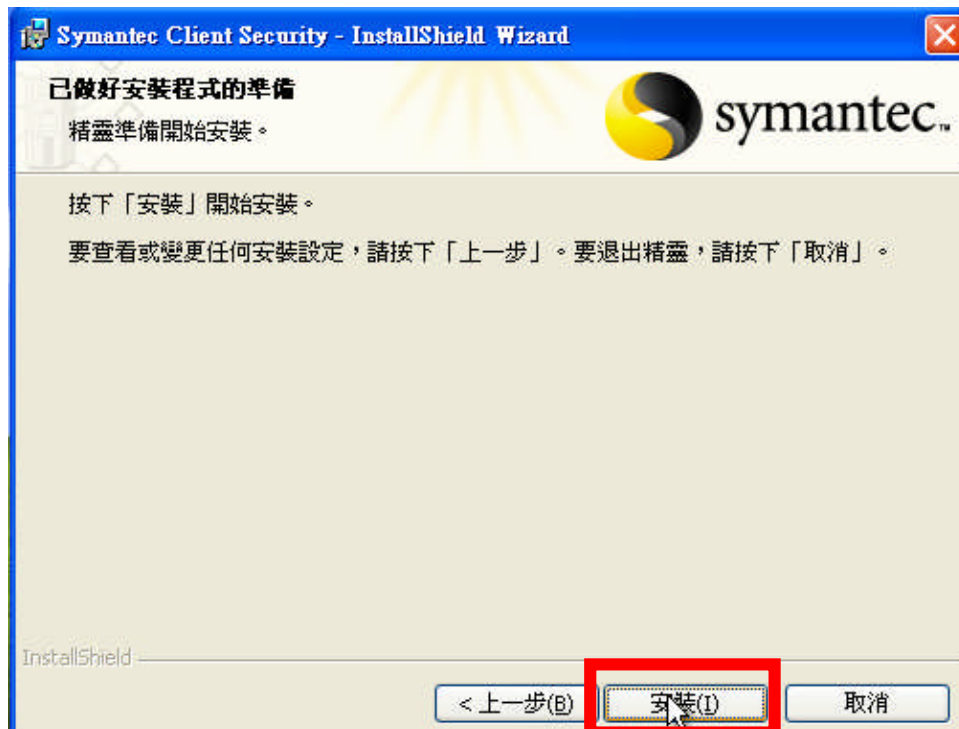 Symantec Client Security - InstallShield Wizard
已做好安裝程式的準備
精靈準備開始安裝。
symantec™
按下「安裝」開始安裝。
要查看或變更任何安裝設定，請按下「上一步」。要退出精靈，請按下「取消」。
InstallShield
< 上一步(B)
安裝(I)
取消